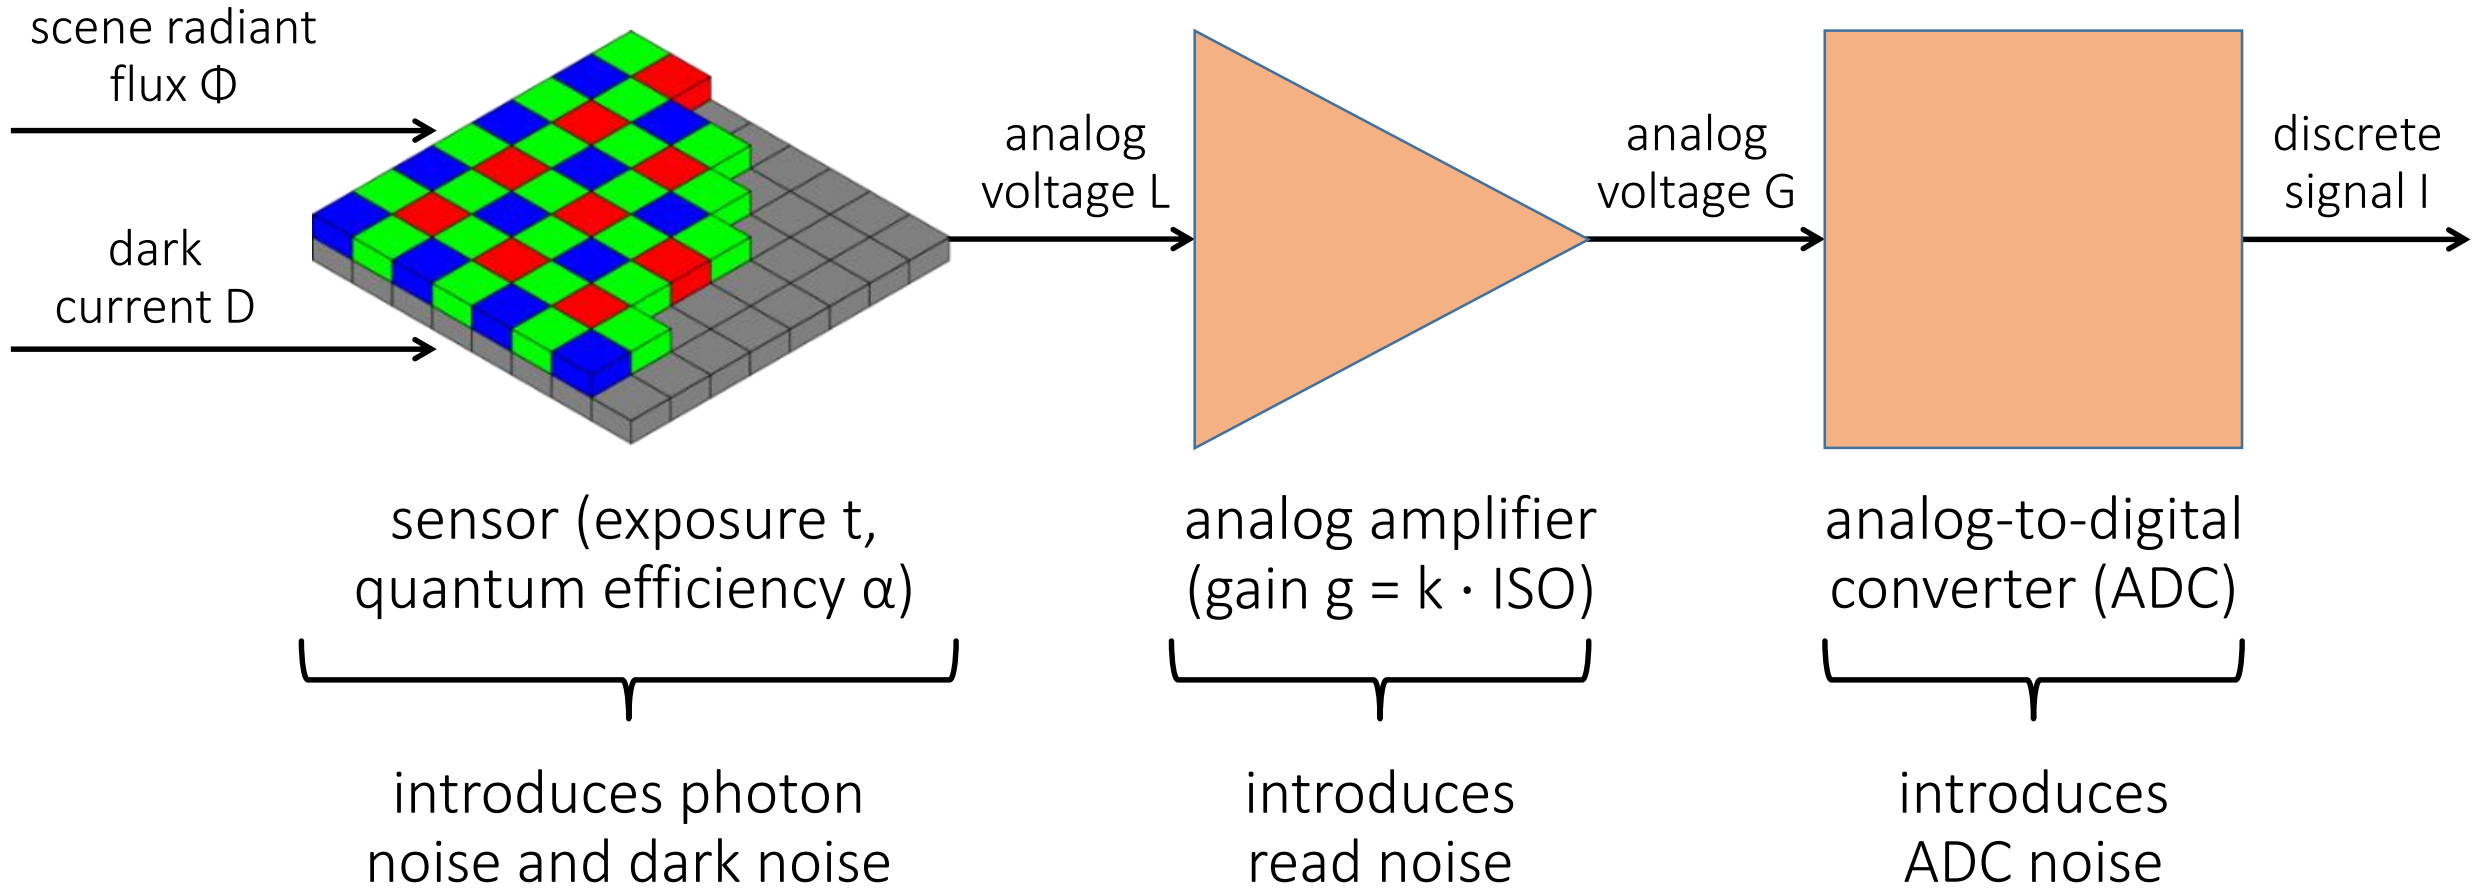 scene radiant
flux Φ
dark
current D
analog
voltage L
analog
voltage G
discrete
signal I
sensor (exposure t,
quantum efficiency α)
analog amplifier
(gain g = k · ISO)
analog-to-digital
converter (ADC)
introduces photon
noise and dark noise
introduces
read noise
introduces
ADC noise